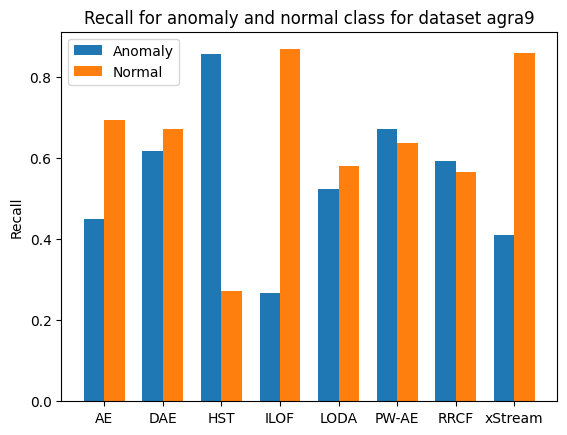 Recall for anomaly and normal class for dataset agra9
Anomaly
Normal
Recall
0.8
0.6
0.4
0.2
0.0
AE DAE HST ILOF LODA PW-AE RRCF xStream